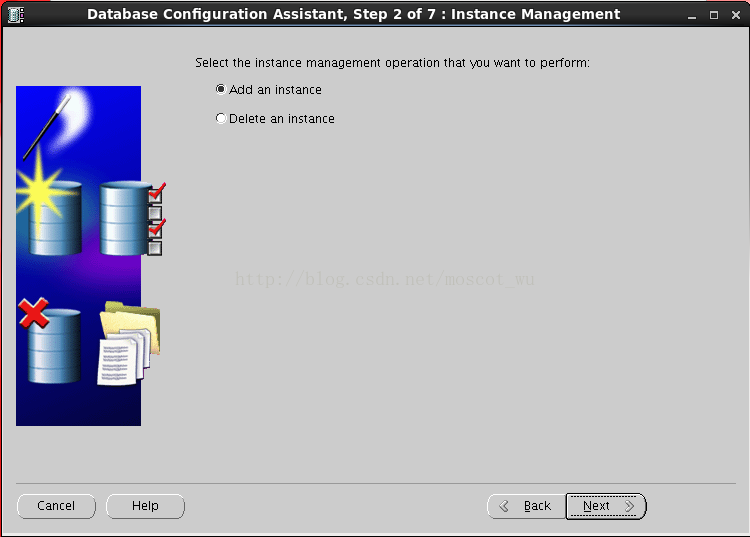 Database Configuration Assistant, Step 2 of 7 : Instance Management
Select the instance management operation that you want to perform:
Add an instance
Delete an instance
http://blog.csdn.net/moscot_wu
Cancel
Help
Back
Next